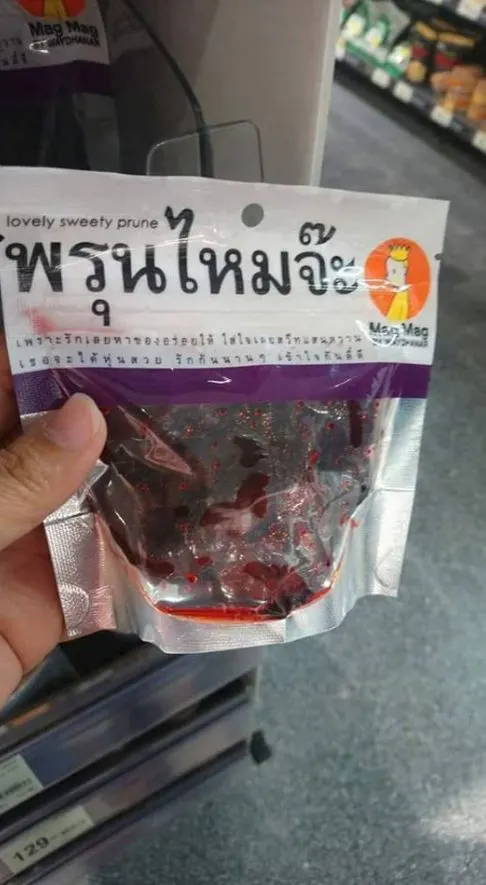 Mag Mag
lovely sweety prune
พรุนไหมจ๊ะ
Mag Mag
เพราะรักเลยหาของอร่อยให้ ใส่ใจเลยสวีทแสนหวาน
เธอจะได้หุ่นสวย รักกันนานๆ เข้าใจกันดี๊ดี
129